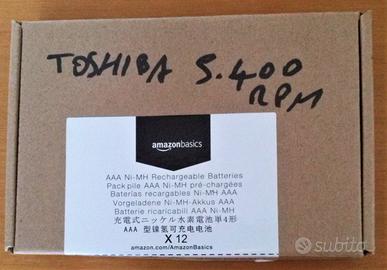 TOSHIBA 5.400
RPM
amazonbasics
AAA Ni-MH Rechargeable Batteries
Pack pile AAA Ni-MH pré-chargées
Baterías recargables Ni-MH AAA
Vorgeladene Ni-MH-Akkus AAA
Batterie ricaricabili AAA Ni-MH
充電式ニッケル水素電池単4形
AAA 型镍氢可充电电池
X 12
amazon.com/AmazonBasics
subito